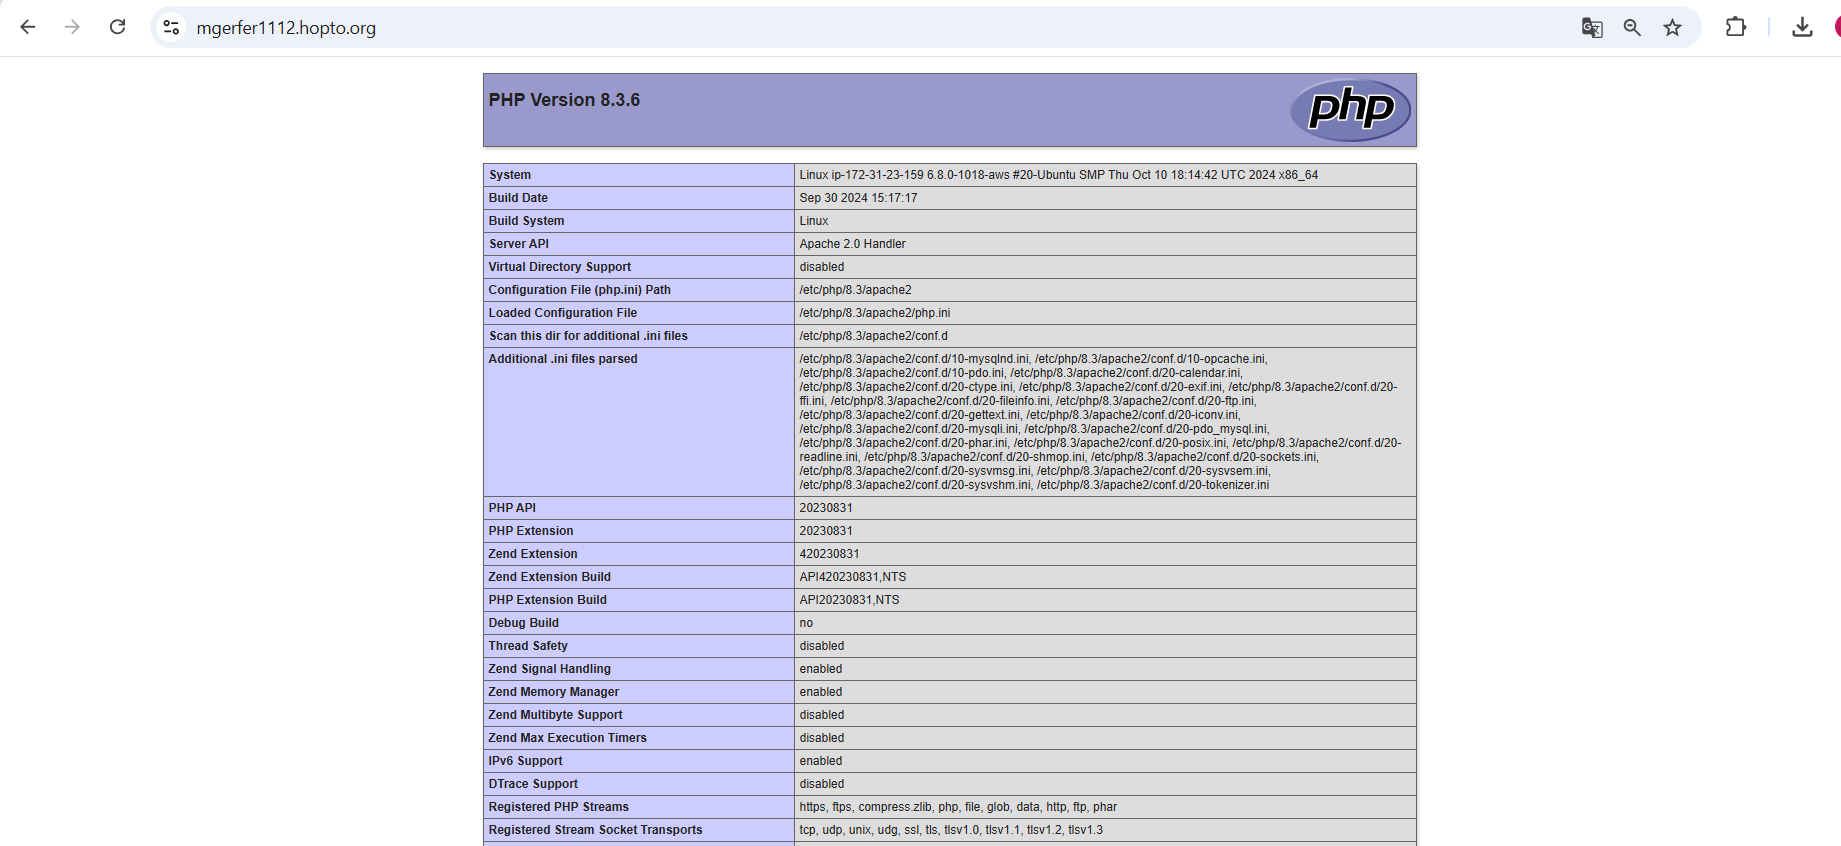 mgerfer1112.hopto.org
PHP Version 8.3.6
php
System Linux ip-172-31-23-159 6.8.0-1018-aws #20-Ubuntu SMP Thu Oct 10 18:14:42 UTC 2024 x86_64
Build Date Sep 30 2024 15:17:17
Build System Linux
Server API Apache 2.0 Handler
Virtual Directory Support disabled
Configuration File (php.ini) Path /etc/php/8.3/apache2
Loaded Configuration File /etc/php/8.3/apache2/php.ini
Scan this dir for additional .ini files /etc/php/8.3/apache2/conf.d
Additional .ini files parsed /etc/php/8.3/apache2/conf.d/10-mysqlnd.ini, /etc/php/8.3/apache2/conf.d/10-opcache.ini,
/etc/php/8.3/apache2/conf.d/10-pdo.ini, /etc/php/8.3/apache2/conf.d/20-calendar.ini,
/etc/php/8.3/apache2/conf.d/20-ctype.ini, /etc/php/8.3/apache2/conf.d/20-exif.ini, /etc/php/8.3/apache2/conf.d/20-
ffi.ini, /etc/php/8.3/apache2/conf.d/20-fileinfo.ini, /etc/php/8.3/apache2/conf.d/20-ftp.ini,
/etc/php/8.3/apache2/conf.d/20-gettext.ini, /etc/php/8.3/apache2/conf.d/20-iconv.ini,
/etc/php/8.3/apache2/conf.d/20-mysqli.ini, /etc/php/8.3/apache2/conf.d/20-pdo_mysql.ini,
/etc/php/8.3/apache2/conf.d/20-phar.ini, /etc/php/8.3/apache2/conf.d/20-posix.ini, /etc/php/8.3/apache2/conf.d/20-
readline.ini, /etc/php/8.3/apache2/conf.d/20-shmop.ini, /etc/php/8.3/apache2/conf.d/20-sockets.ini,
/etc/php/8.3/apache2/conf.d/20-sysvmsg.ini, /etc/php/8.3/apache2/conf.d/20-sysvsem.ini,
/etc/php/8.3/apache2/conf.d/20-sysvshm.ini, /etc/php/8.3/apache2/conf.d/20-tokenizer.ini
PHP API 20230831
PHP Extension 20230831
Zend Extension 420230831
Zend Extension Build API420230831,NTS
PHP Extension Build API20230831,NTS
Debug Build no
Thread Safety disabled
Zend Signal Handling enabled
Zend Memory Manager enabled
Zend Multibyte Support disabled
Zend Max Execution Timers disabled
IPv6 Support enabled
DTrace Support disabled
Registered PHP Streams https, ftps, compress.zlib, php, file, glob, data, http, ftp, phar
Registered Stream Socket Transports tcp, udp, unix, udg, ssl, tls, tlsv1.0, tlsv1.1, tlsv1.2, tlsv1.3